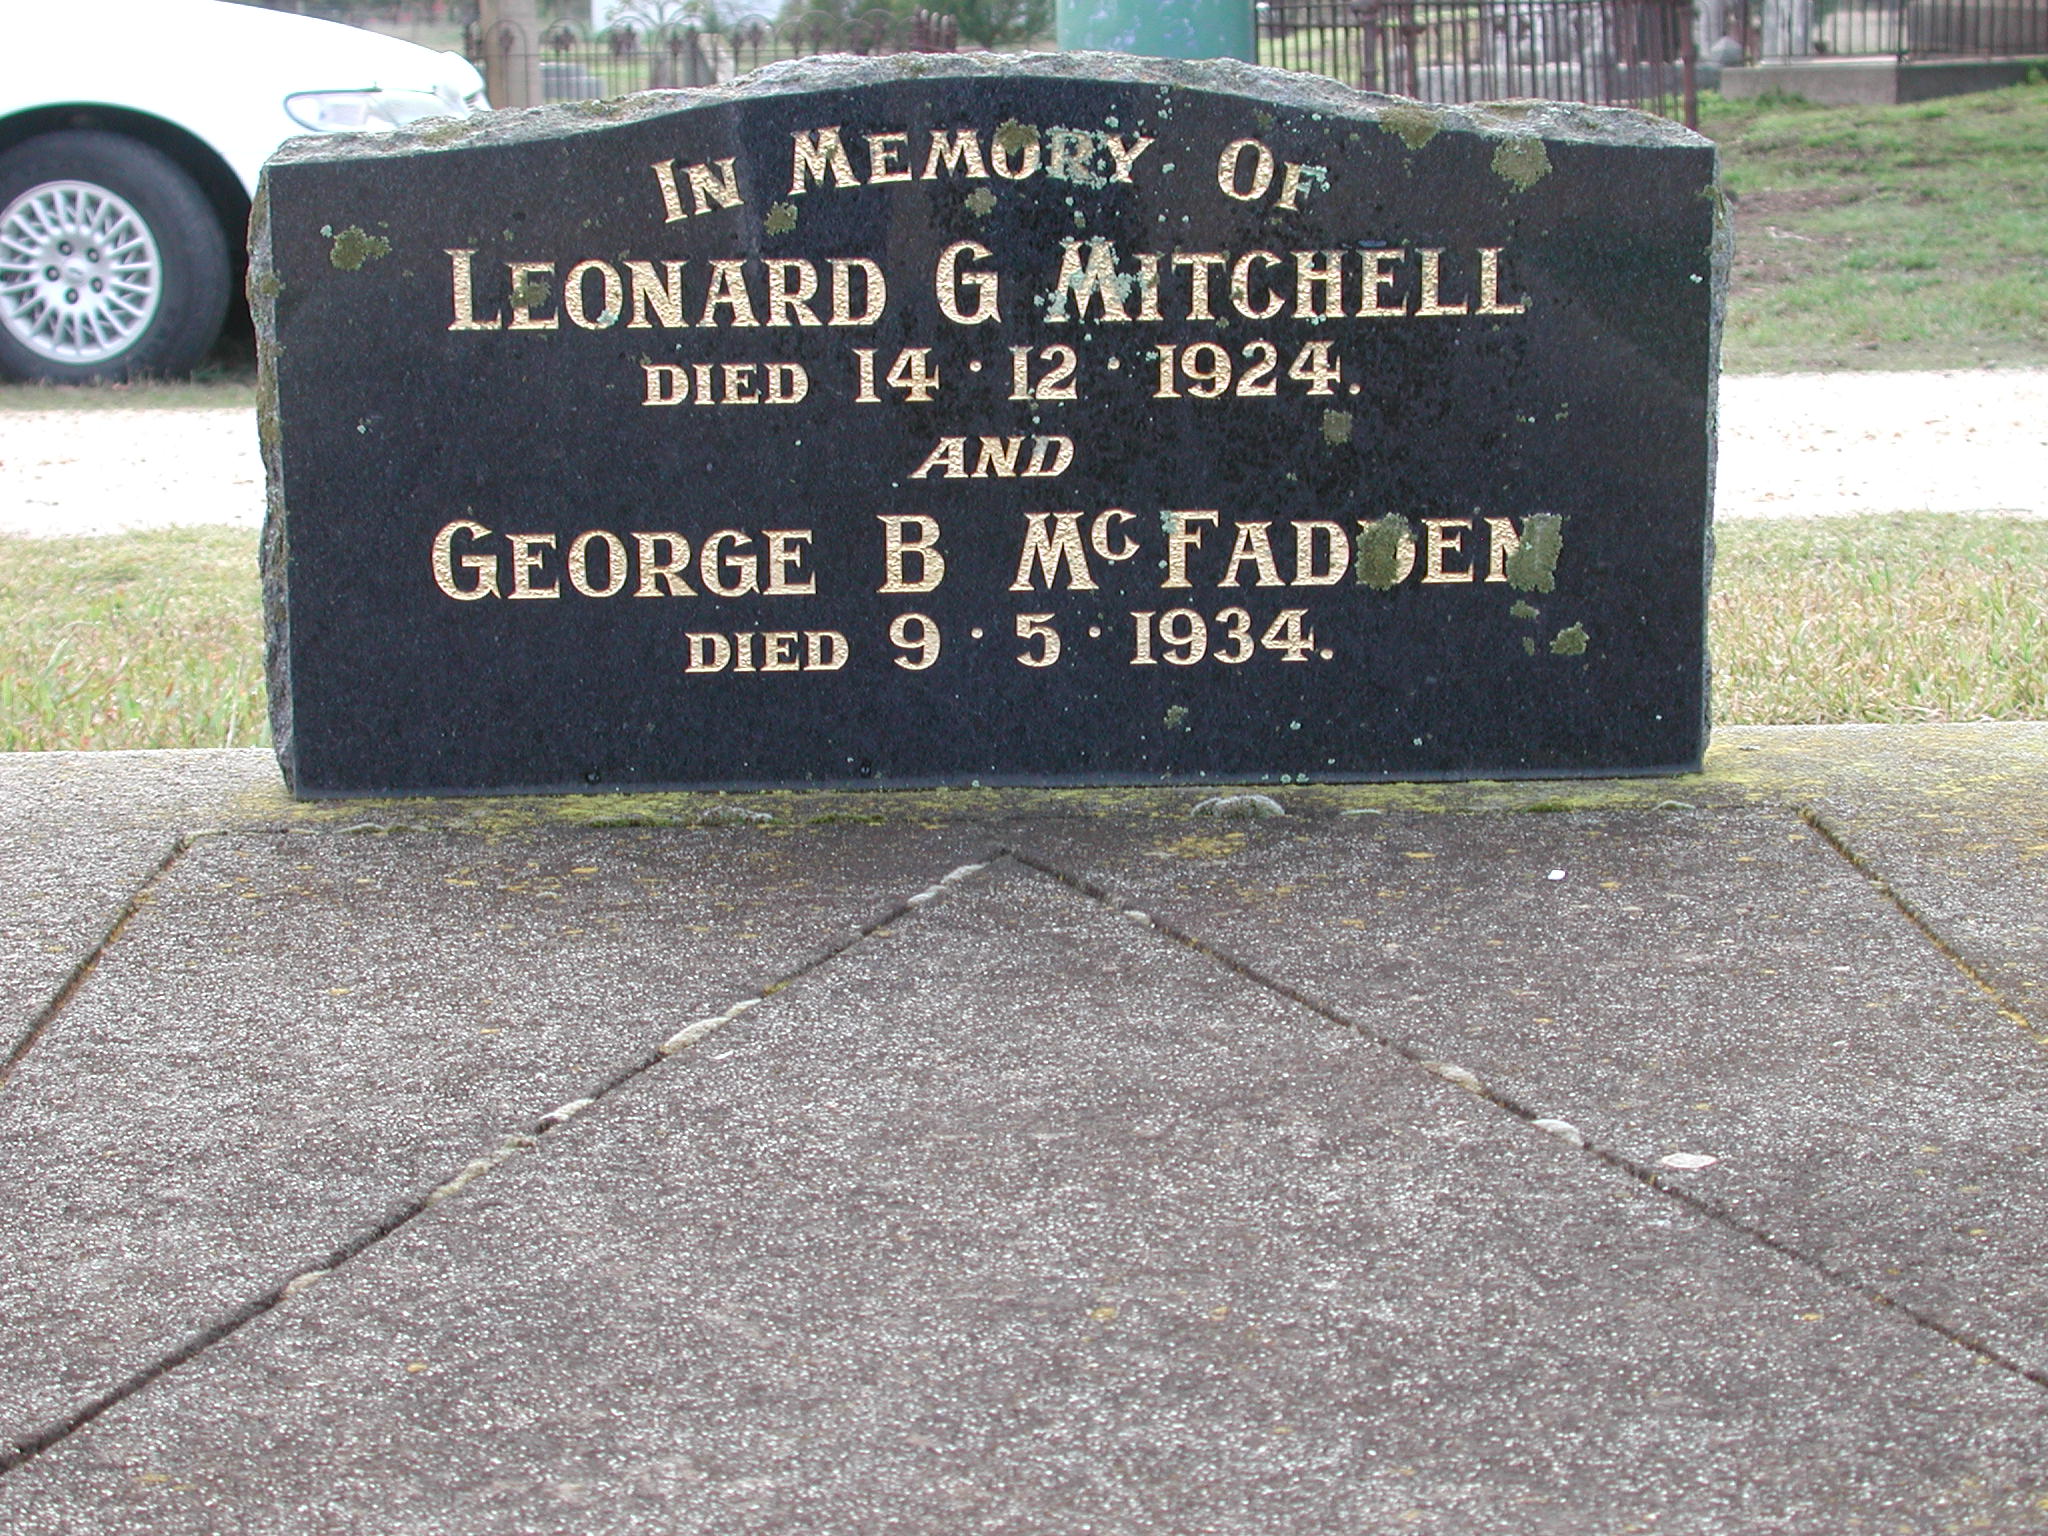 In Memory Of
Leonard G Mitchell
died 14 · 12 · 1924.
and
George B McFadden
died 9 · 5 · 1934.